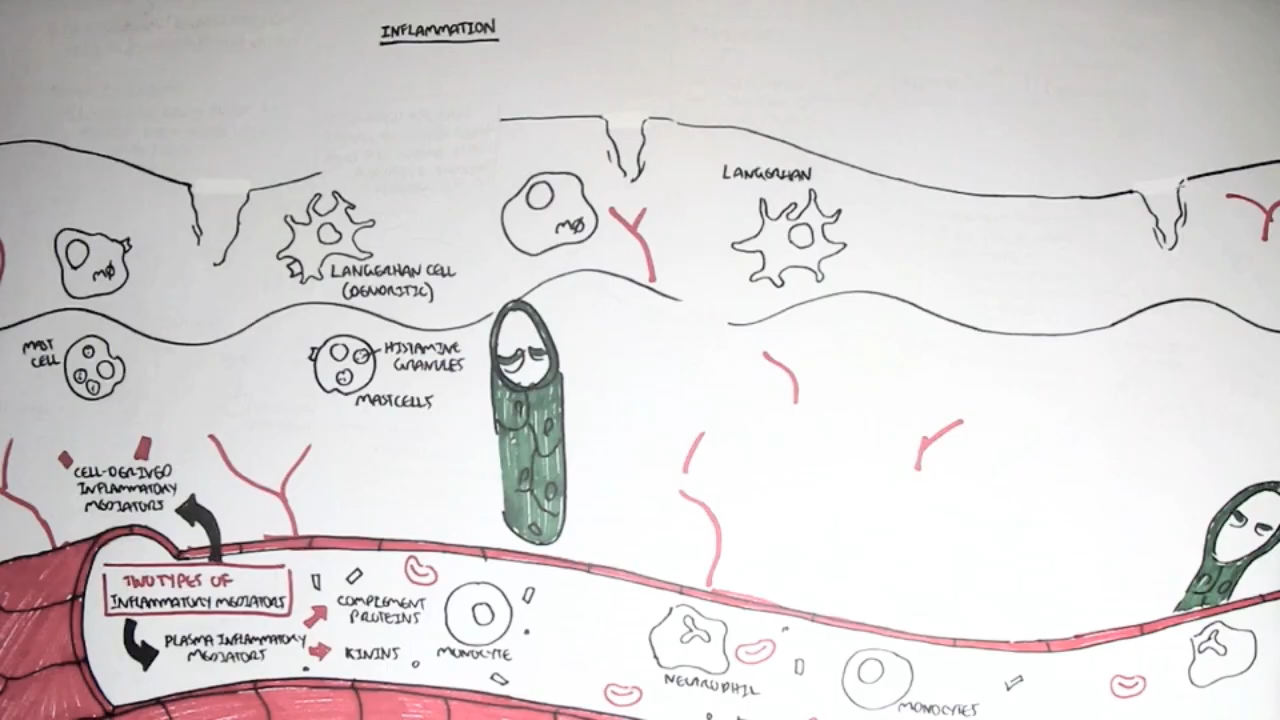 INFLAMMATION
LANGERHAN
MØ
MØ
LANGERHAN CELL
(DENDRITIC)
MAST
CELL
HISTAMINE
GRANULES
MASTCELLS
CELL-DERIVED
INFLAMMATORY
MEDIATORS
TWO TYPES OF
INFLAMMATORY MEDIATORS
COMPLEMENT
PROTEINS
PLASMA INFLAMMATORY
MEDIATORS
KININS
MONOCYTE
NEUTROPHIL
MONOCYTES